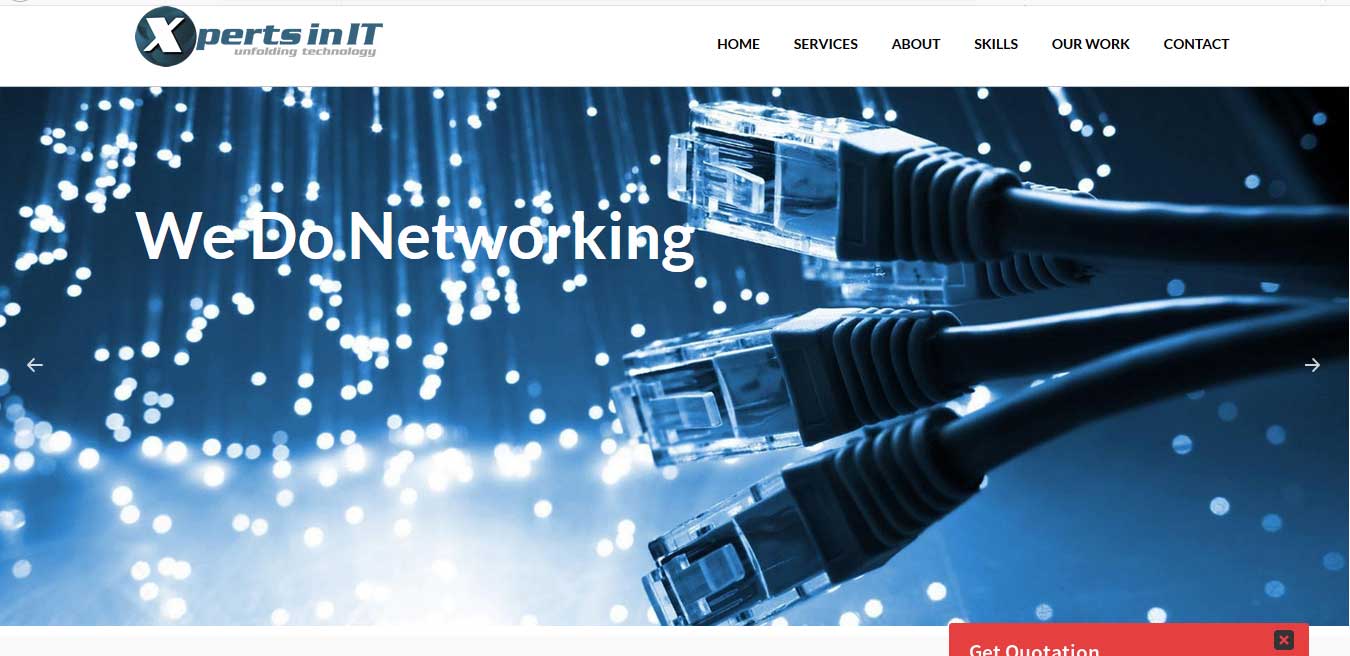 Xperts in IT
unfolding technology
HOME SERVICES ABOUT SKILLS OUR WORK CONTACT
We Do Networking
Get Quotation